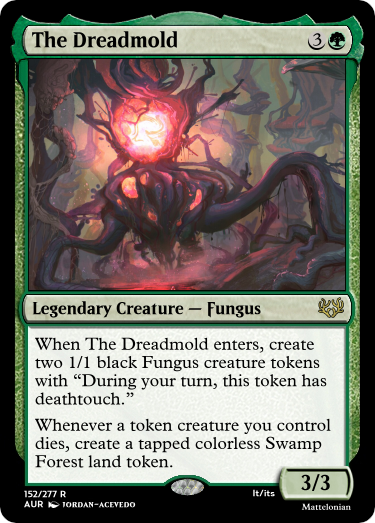 The Dreadmold 3
Legendary Creature — Fungus
When The Dreadmold enters, create
two 1/1 black Fungus creature tokens
with “During your turn, this token has
deathtouch.”
Whenever a token creature you control
dies, create a tapped colorless Swamp
Forest land token.
3/3
152/277 R It/its
AUR JORDAN-ACEVEDO Mattelonian